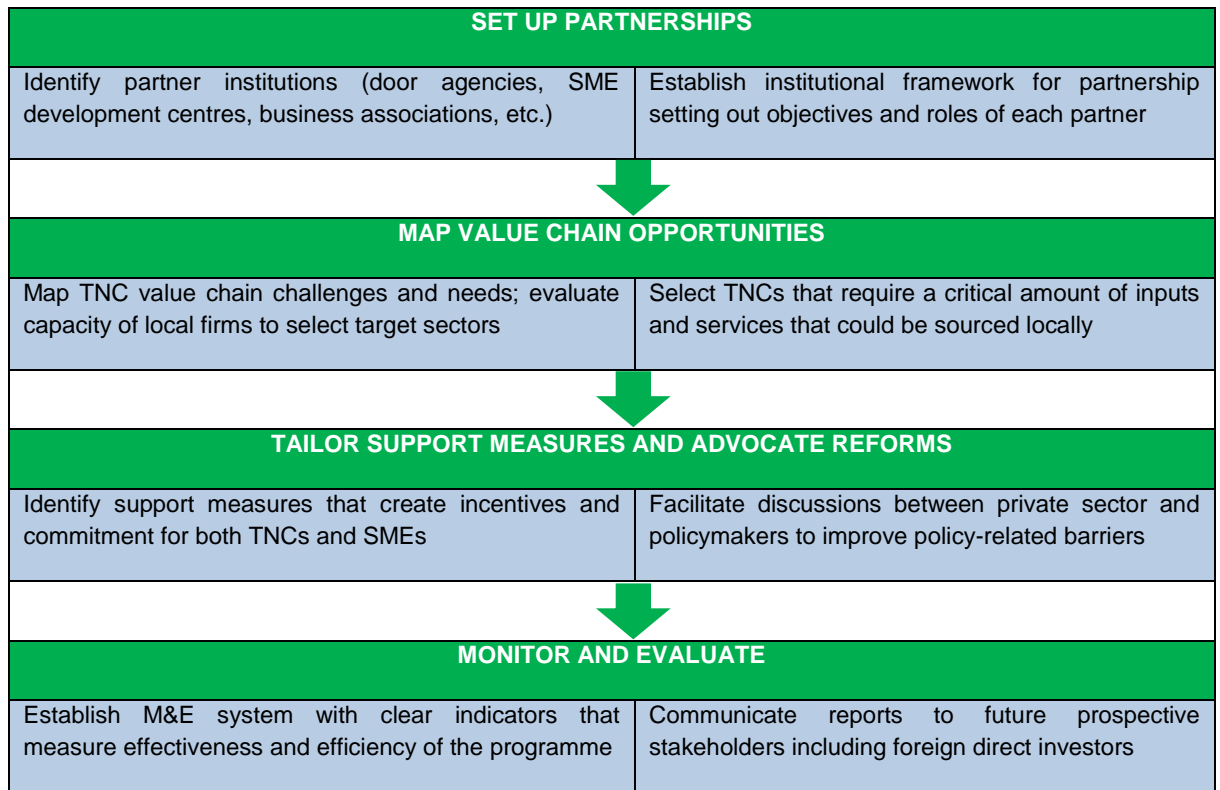 SET UP PARTNERSHIPS
Identify partner institutions (door agencies, SME
development centres, business associations, etc.)
Establish institutional framework for partnership
setting out objectives and roles of each partner
MAP VALUE CHAIN OPPORTUNITIES
Map TNC value chain challenges and needs; evaluate
capacity of local firms to select target sectors
Select TNCs that require a critical amount of inputs
and services that could be sourced locally
TAILOR SUPPORT MEASURES AND ADVOCATE REFORMS
Identify support measures that create incentives and
commitment for both TNCs and SMEs
Facilitate discussions between private sector and
policymakers to improve policy-related barriers
MONITOR AND EVALUATE
Establish M&E system with clear indicators that
measure effectiveness and efficiency of the programme
Communicate reports to future prospective
stakeholders including foreign direct investors